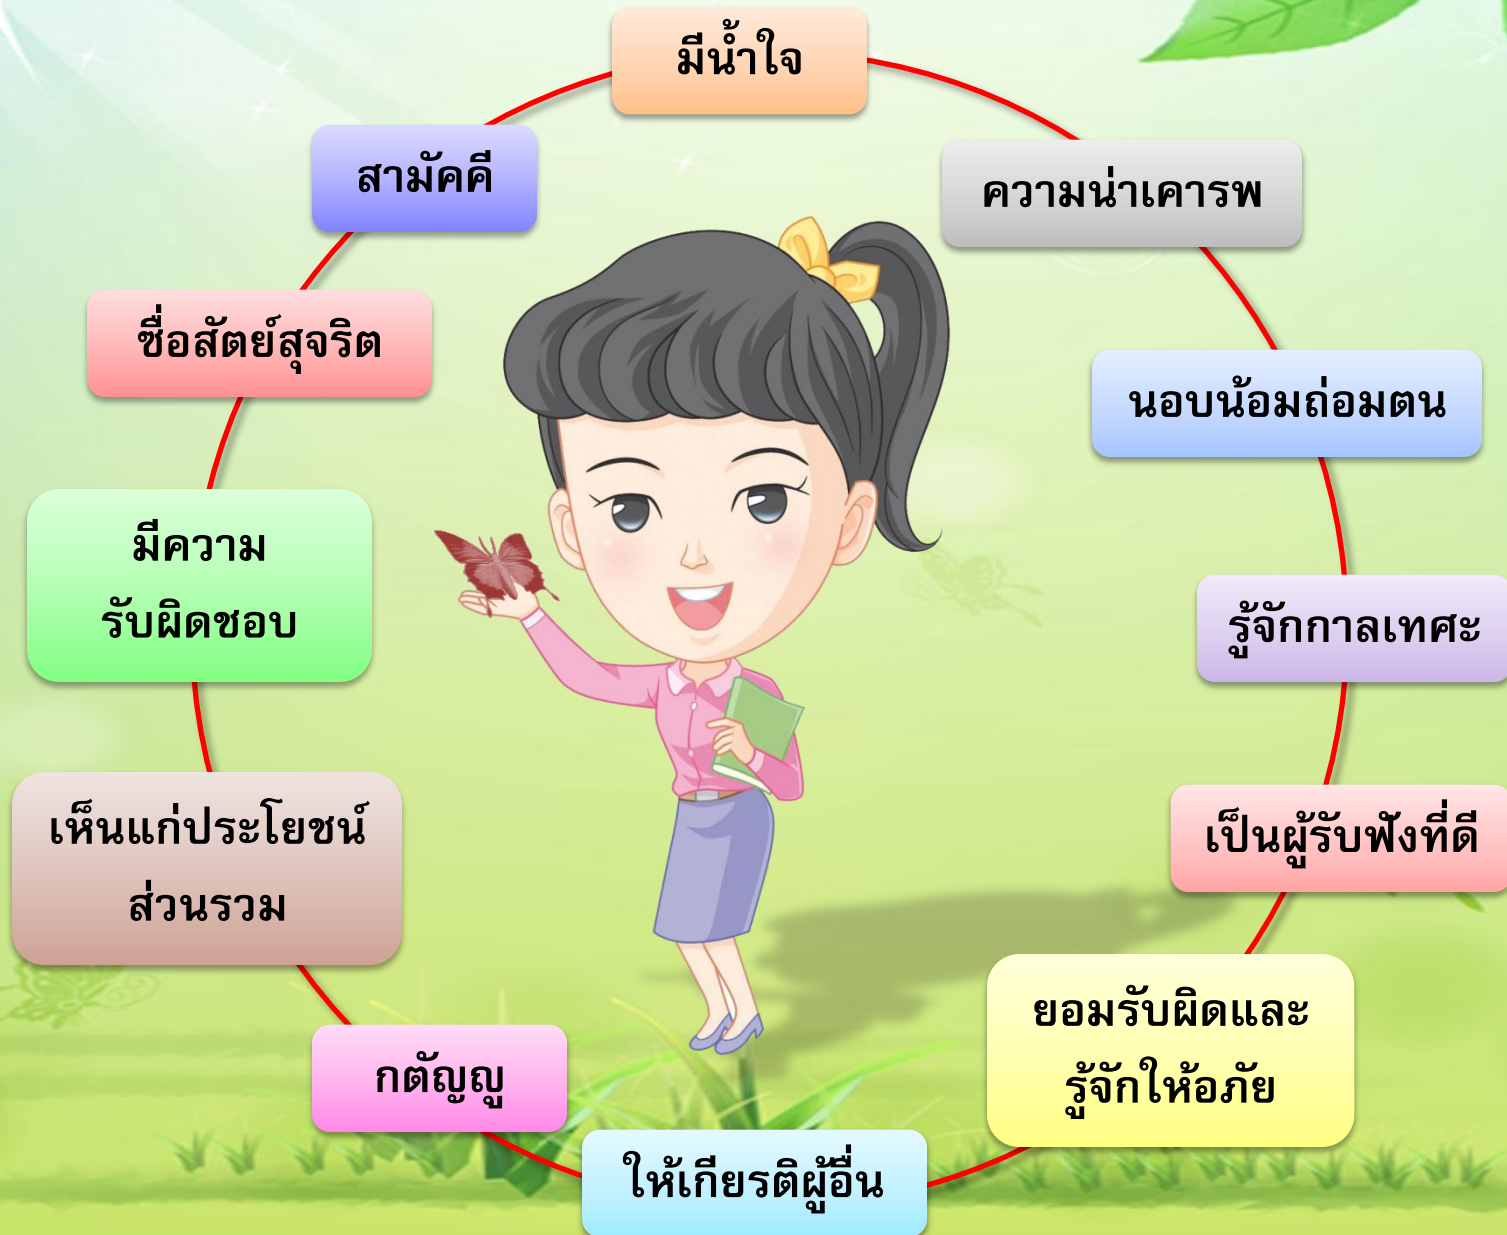 มีน้ำใจ
ความน่าเคารพ
นอบน้อมถ่อมตน
รู้จักกาลเทศะ
เป็นผู้รับฟังที่ดี
ยอมรับผิดและ
รู้จักให้อภัย
ให้เกียรติผู้อื่น
กตัญญู
เห็นแก่ประโยชน์
ส่วนรวม
มีความ
รับผิดชอบ
ซื่อสัตย์สุจริต
สามัคคี